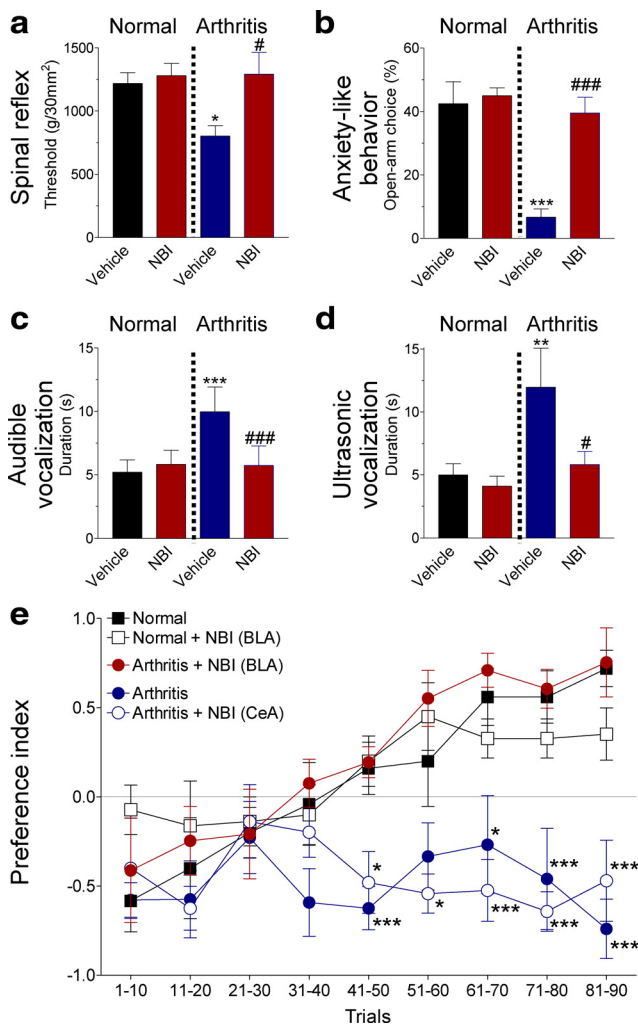 a
Normal Arthritis
Spinal reflex
Threshold (g/30mm²)
1250
1000
750
500
250
0
*
#
Vehicle NBI Vehicle NBI
b
Normal Arthritis
Anxiety-like
behavior
Open-arm choice (%)
60
40
20
0
***
###
Vehicle NBI Vehicle NBI
c
Normal Arthritis
Audible
vocalization
Duration (s)
15
10
5
0
***
###
Vehicle NBI Vehicle NBI
d
Normal Arthritis
Ultrasonic
vocalization
Duration (s)
15
10
5
0
**
#
Vehicle NBI Vehicle NBI
e
Normal
Normal + NBI (BLA)
Arthritis + NBI (BLA)
Arthritis
Arthritis + NBI (CeA)
Preference index
1.0
0.5
0.0
-0.5
-1.0
*
***
*
*
***
***
***
***
***
1-10 11-20 21-30 31-40 41-50 51-60 61-70 71-80 81-90
Trials